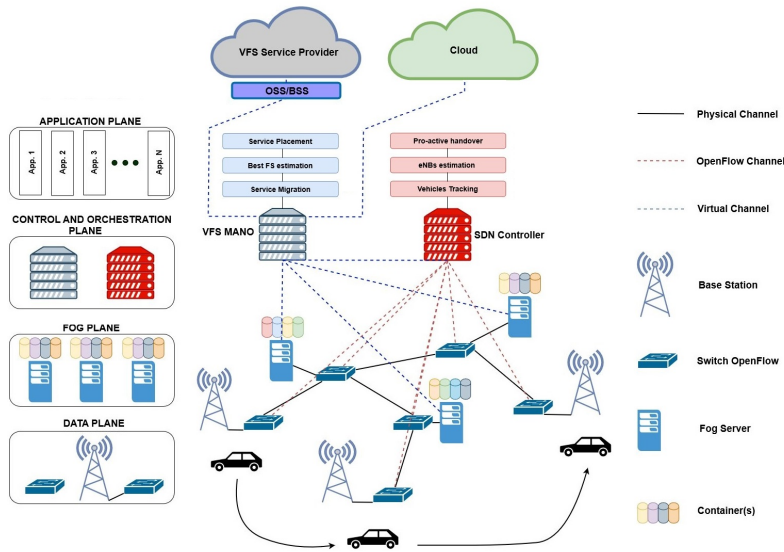 VFS Service Provider
Cloud
OSS/BSS
APPLICATION PLANE
App. 1
App. 2
App. 3
App. N
Service Placement
Best FS estimation
Service Migration
Pro-active handover
eNBs estimation
Vehicles Tracking
VFS MANO
SDN Controller
CONTROL AND ORCHESTRATION
PLANE
FOG PLANE
DATA PLANE
Physical Channel
OpenFlow Channel
Virtual Channel
Base Station
Switch OpenFlow
Fog Server
Container(s)